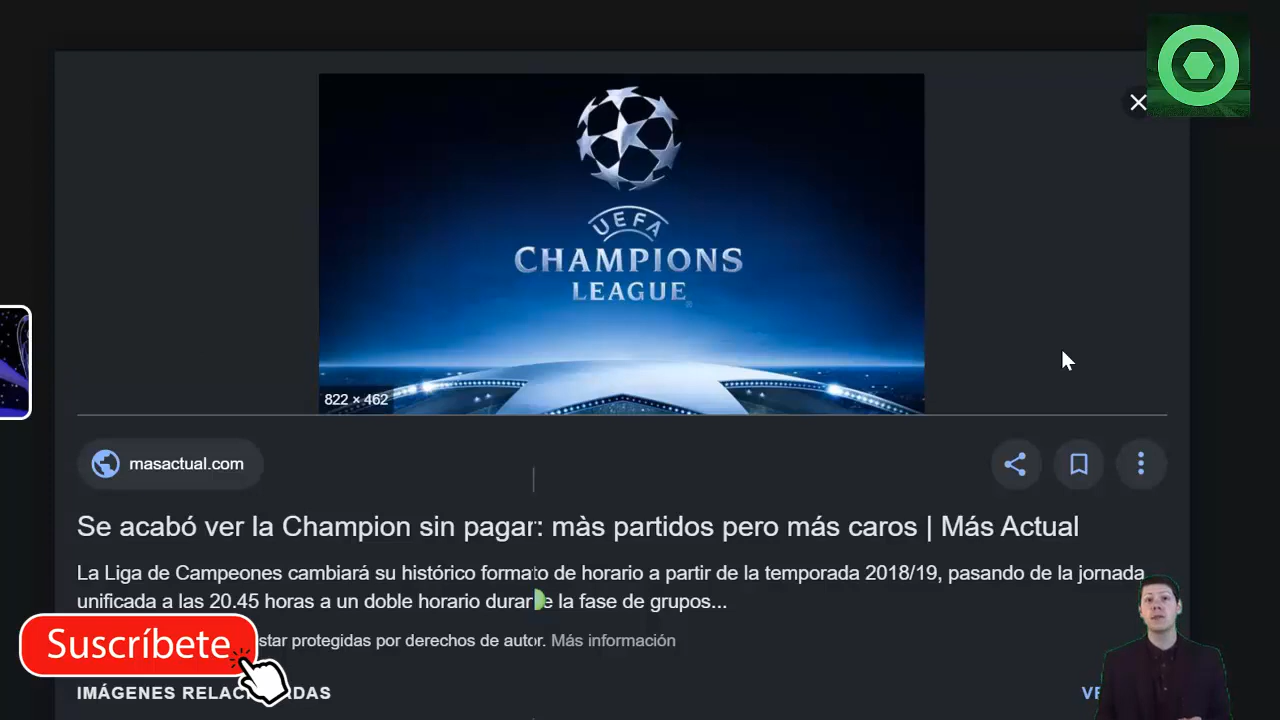 UEFA
CHAMPIONS
LEAGUE
822 × 462
masactual.com
Se acabó ver la Champion sin pagar: màs partidos pero más caros | Más Actual
La Liga de Campeones cambiará su histórico formato de horario a partir de la temporada 2018/19, pasando de la jornada
unificada a las 20.45 horas a un doble horario durante la fase de grupos...
Suscríbete
star protegidas por derechos de autor. Más información
IMÁGENES RELACIONADAS